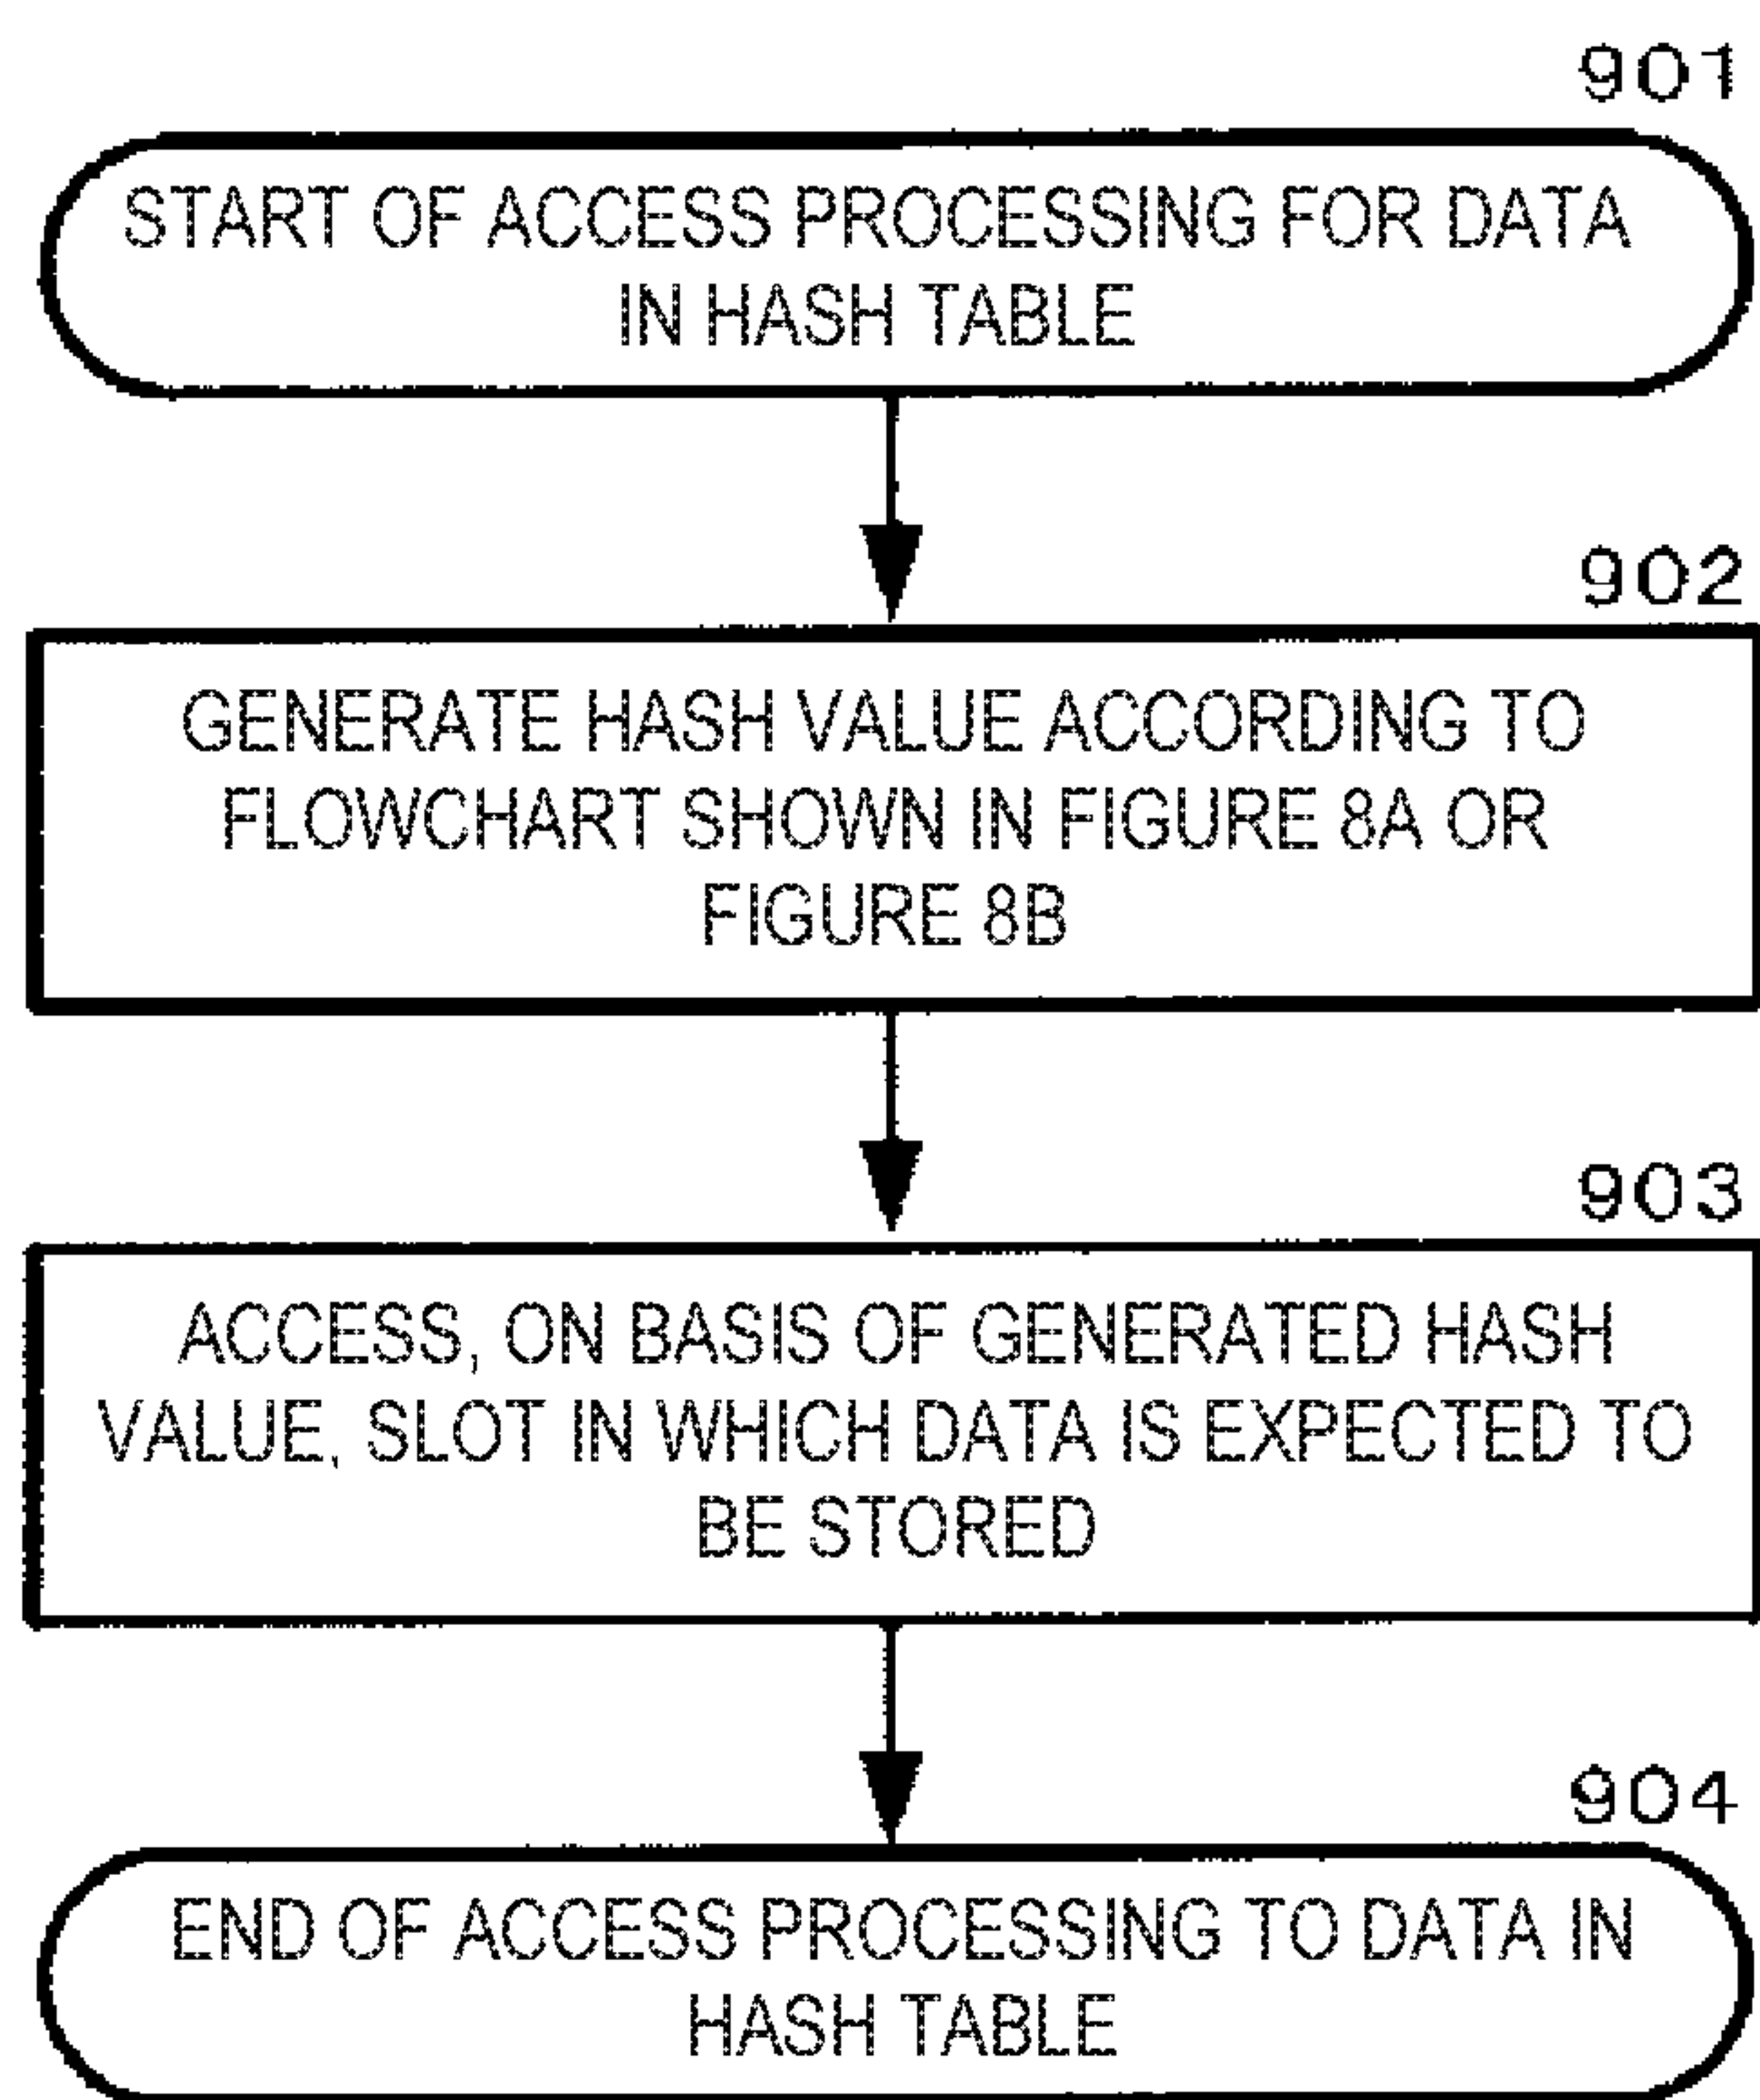 901
START OF ACCESS PROCESSING FOR DATA
IN HASH TABLE
902
GENERATE HASH VALUE ACCORDING TO
FLOWCHART SHOWN IN FIGURE 8A OR
FIGURE 8B
903
ACCESS, ON BASIS OF GENERATED HASH
VALUE, SLOT IN WHICH DATA IS EXPECTED TO
BE STORED
904
END OF ACCESS PROCESSING TO DATA IN
HASH TABLE